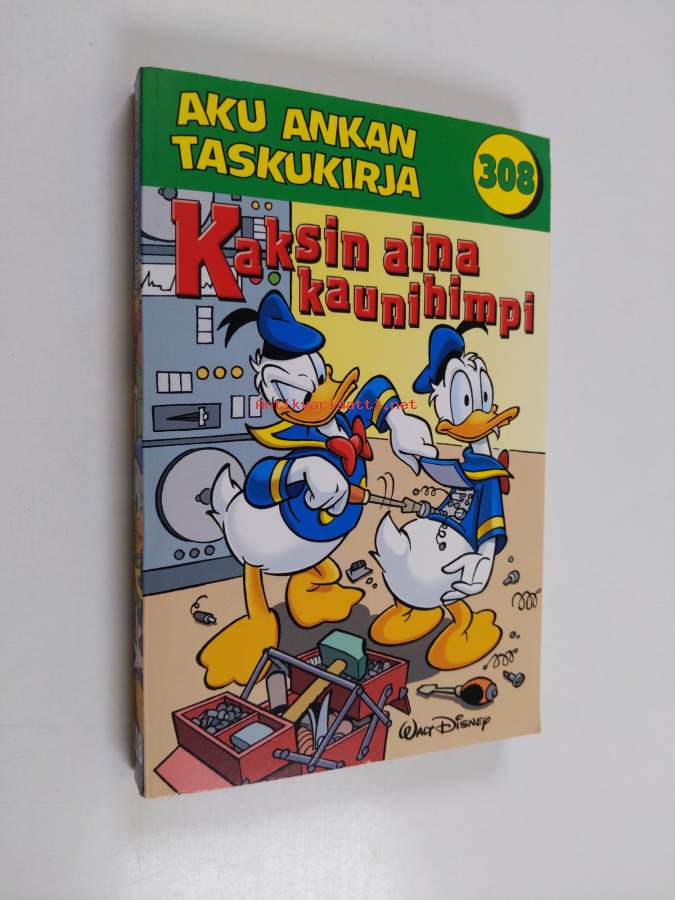 AKU ANKAN
TASKUKIRJA
308
Kaksin aina
kaunihimpi
Antikvariaatti.net
WALT DISNEY